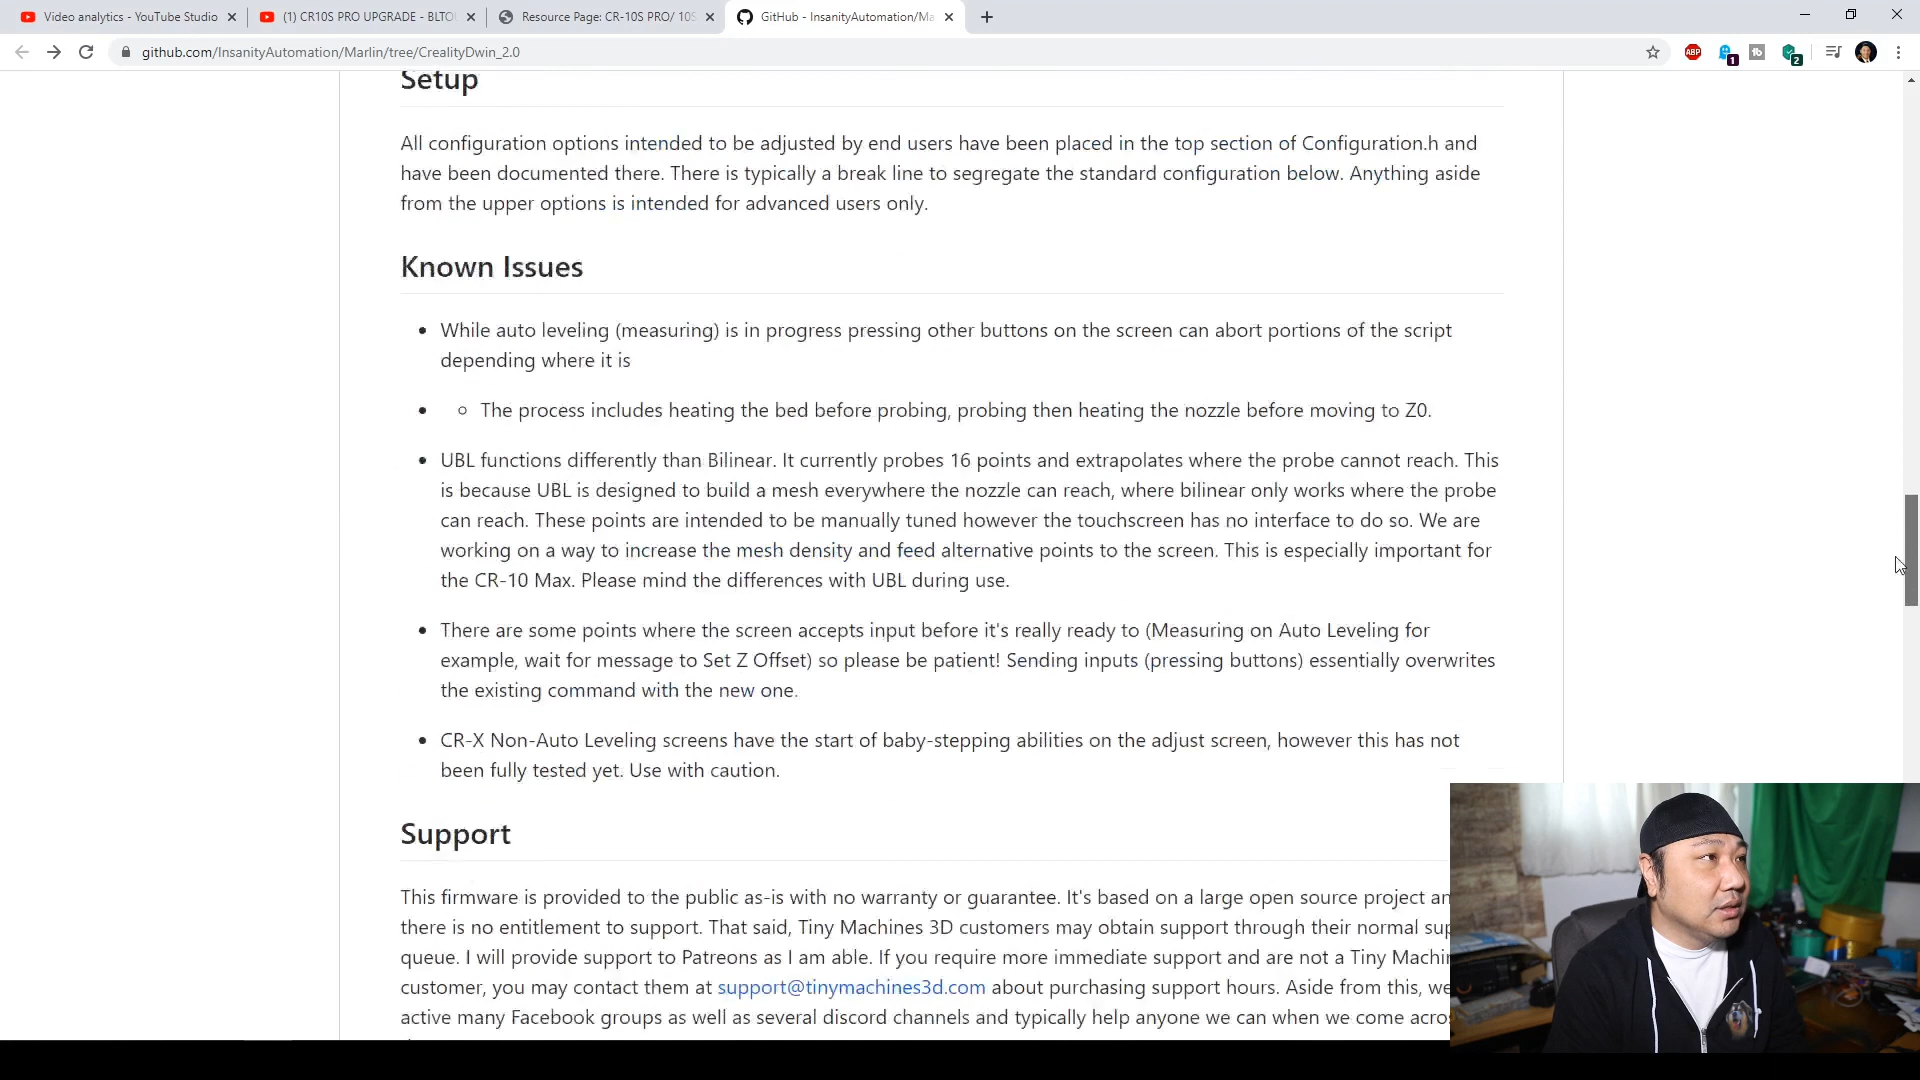 Video analytics - YouTube Studio
(1) CR10S PRO UPGRADE - BLTOU
Resource Page: CR-10S PRO/ 10S
GitHub - InsanityAutomation/Ma
github.com/InsanityAutomation/Marlin/tree/CrealityDwin_2.0
ABP
1
tb
2
Setup
All configuration options intended to be adjusted by end users have been placed in the top section of Configuration.h and
have been documented there. There is typically a break line to segregate the standard configuration below. Anything aside
from the upper options is intended for advanced users only.
Known Issues
While auto leveling (measuring) is in progress pressing other buttons on the screen can abort portions of the script
depending where it is
The process includes heating the bed before probing, probing then heating the nozzle before moving to Z0.
UBL functions differently than Bilinear. It currently probes 16 points and extrapolates where the probe cannot reach. This
is because UBL is designed to build a mesh everywhere the nozzle can reach, where bilinear only works where the probe
can reach. These points are intended to be manually tuned however the touchscreen has no interface to do so. We are
working on a way to increase the mesh density and feed alternative points to the screen. This is especially important for
the CR-10 Max. Please mind the differences with UBL during use.
There are some points where the screen accepts input before it's really ready to (Measuring on Auto Leveling for
example, wait for message to Set Z Offset) so please be patient! Sending inputs (pressing buttons) essentially overwrites
the existing command with the new one.
CR-X Non-Auto Leveling screens have the start of baby-stepping abilities on the adjust screen, however this has not
been fully tested yet. Use with caution.
Support
This firmware is provided to the public as-is with no warranty or guarantee. It's based on a large open source project an
there is no entitlement to support. That said, Tiny Machines 3D customers may obtain support through their normal sup
queue. I will provide support to Patreons as I am able. If you require more immediate support and are not a Tiny Machin
customer, you may contact them at support@tinymachines3d.com about purchasing support hours. Aside from this, we
active many Facebook groups as well as several discord channels and typically help anyone we can when we come acros